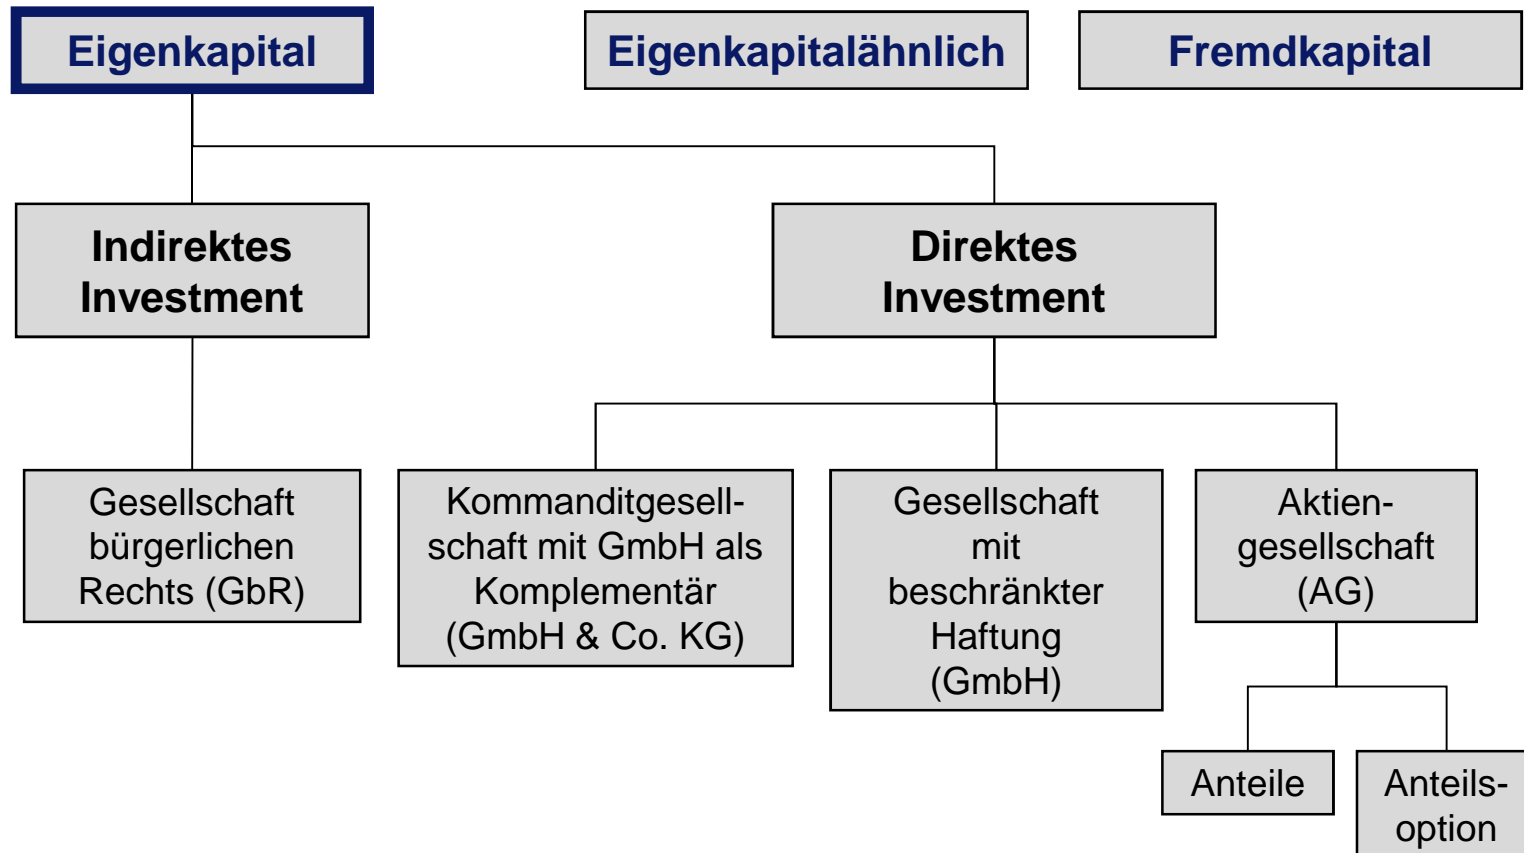 Eigenkapital
Eigenkapitalähnlich
Fremdkapital
Indirektes
Investment
Direktes
Investment
Gesellschaft
bürgerlichen
Rechts (GbR)
Kommanditgesell-
schaft mit GmbH als
Komplementär
(GmbH & Co. KG)
Gesellschaft
mit
beschränkter
Haftung
(GmbH)
Aktien-
gesellschaft
(AG)
Anteile
Anteils-
option